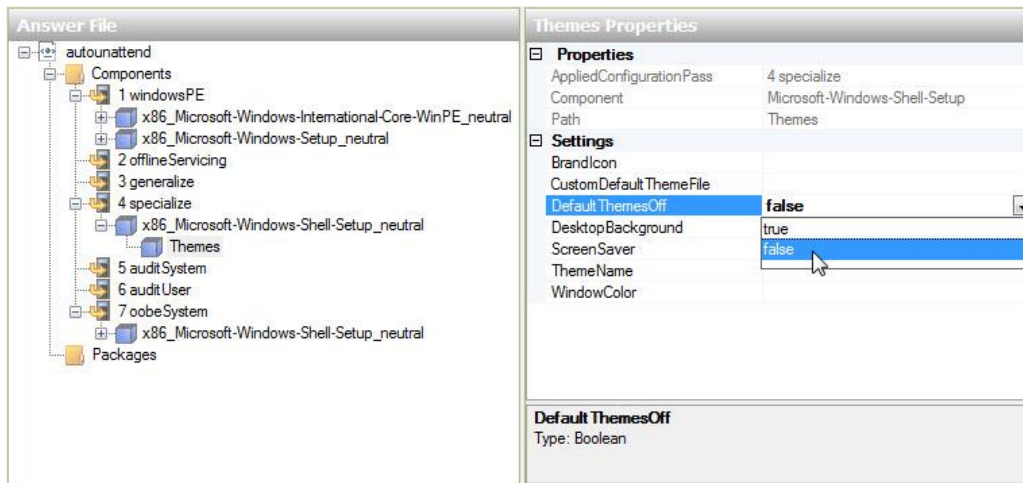 Answer File
autounattend
Components
1 windowsPE
x86_Microsoft-Windows-International-Core-WinPE_neutral
x86_Microsoft-Windows-Setup_neutral
2 offlineServicing
3 generalize
4 specialize
x86_Microsoft-Windows-Shell-Setup_neutral
Themes
5 auditSystem
6 auditUser
7 oobeSystem
x86_Microsoft-Windows-Shell-Setup_neutral
Packages
Themes Properties
Properties
AppliedConfigurationPass 4 specialize
Component Microsoft-Windows-Shell-Setup
Path Themes
Settings
BrandIcon
CustomDefaultThemeFile
DefaultThemesOff false
DesktopBackground true
ScreenSaver false
ThemeName
WindowColor
DefaultThemesOff
Type: Boolean